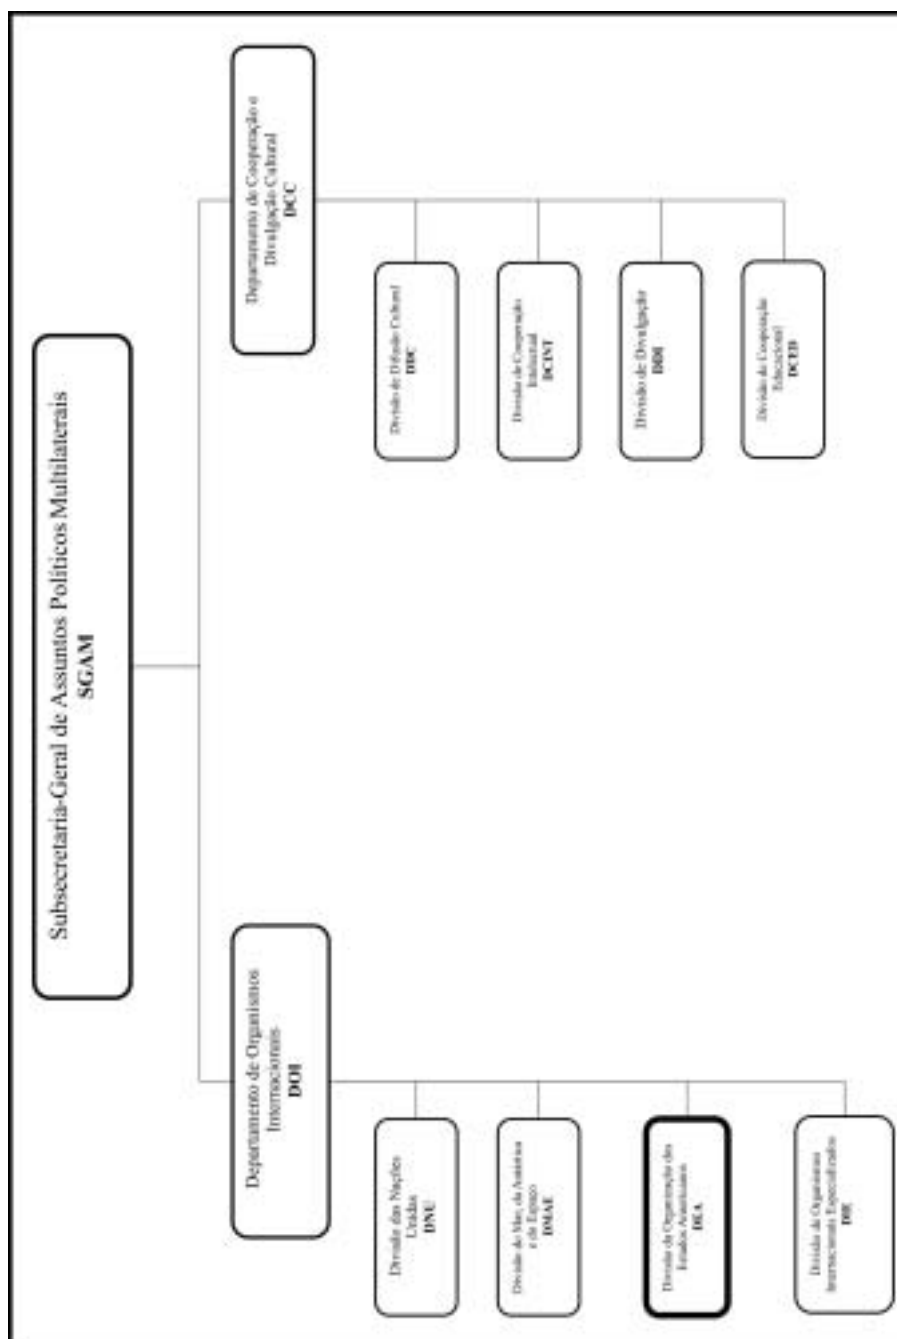 Subsecretaria-Geral de Assuntos Políticos Multilaterais
SGAM
Departamento de Organismos
Internacionais
DOI
Divisão das Nações
Unidas
DNU
Divisão do Mar, da Antártica
e do Espaço
DMAE
Divisão da Organização dos
Estados Americanos
DEA
Divisão de Organismos
Internacionais Especializados
DIE
Departamento de Cooperação e
Divulgação Cultural
DCC
Divisão de Difusão Cultural
DDC
Divisão de Cooperação
Intelectual
DCINT
Divisão de Divulgação
DDI
Divisão de Cooperação
Educacional
DCED